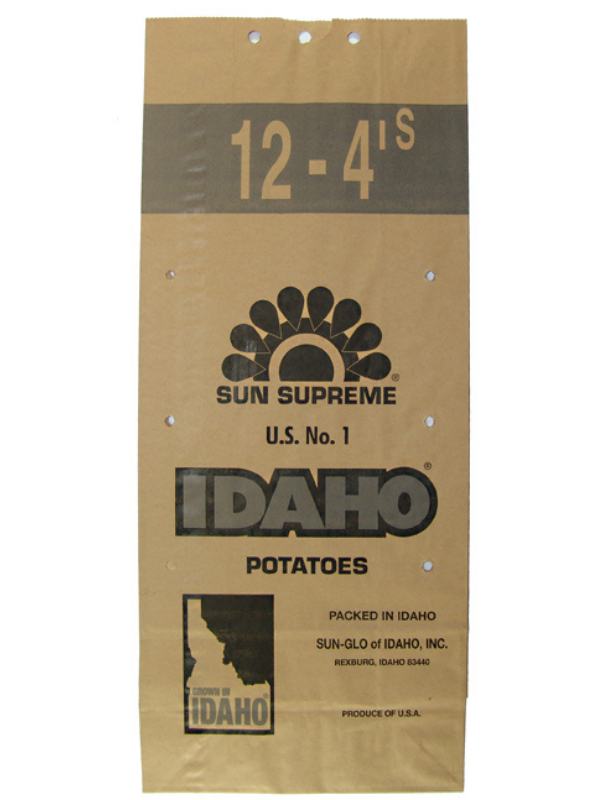 12 - 4's
SUN SUPREME®
U.S. No. 1
IDAHO®
POTATOES
GROWN IN
IDAHO®
PACKED IN IDAHO
SUN-GLO of IDAHO, INC.
REXBURG, IDAHO 83440
PRODUCE OF U.S.A.